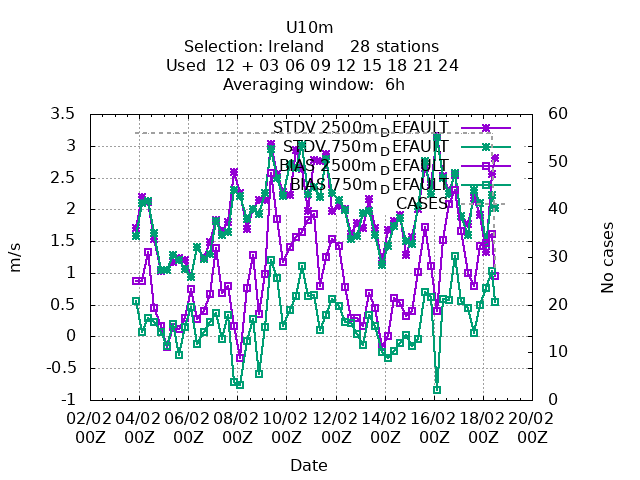 U10m
Selection: Ireland 28 stations
Used 12 + 03 06 09 12 15 18 21 24
Averaging window: 6h
3.5
3
2.5
2
1.5
1
0.5
0
-0.5
-1
m/s
STDV 2500m_DEFAULT
STDV 750m_DEFAULT
BIAS 2500m_DEFAULT
BIAS 750m_DEFAULT
CASES
60
50
40
30
20
10
0
No cases
02/02 04/02 06/02 08/02 10/02 12/02 14/02 16/02 18/02 20/02
00Z 00Z 00Z 00Z 00Z 00Z 00Z 00Z 00Z 00Z
Date